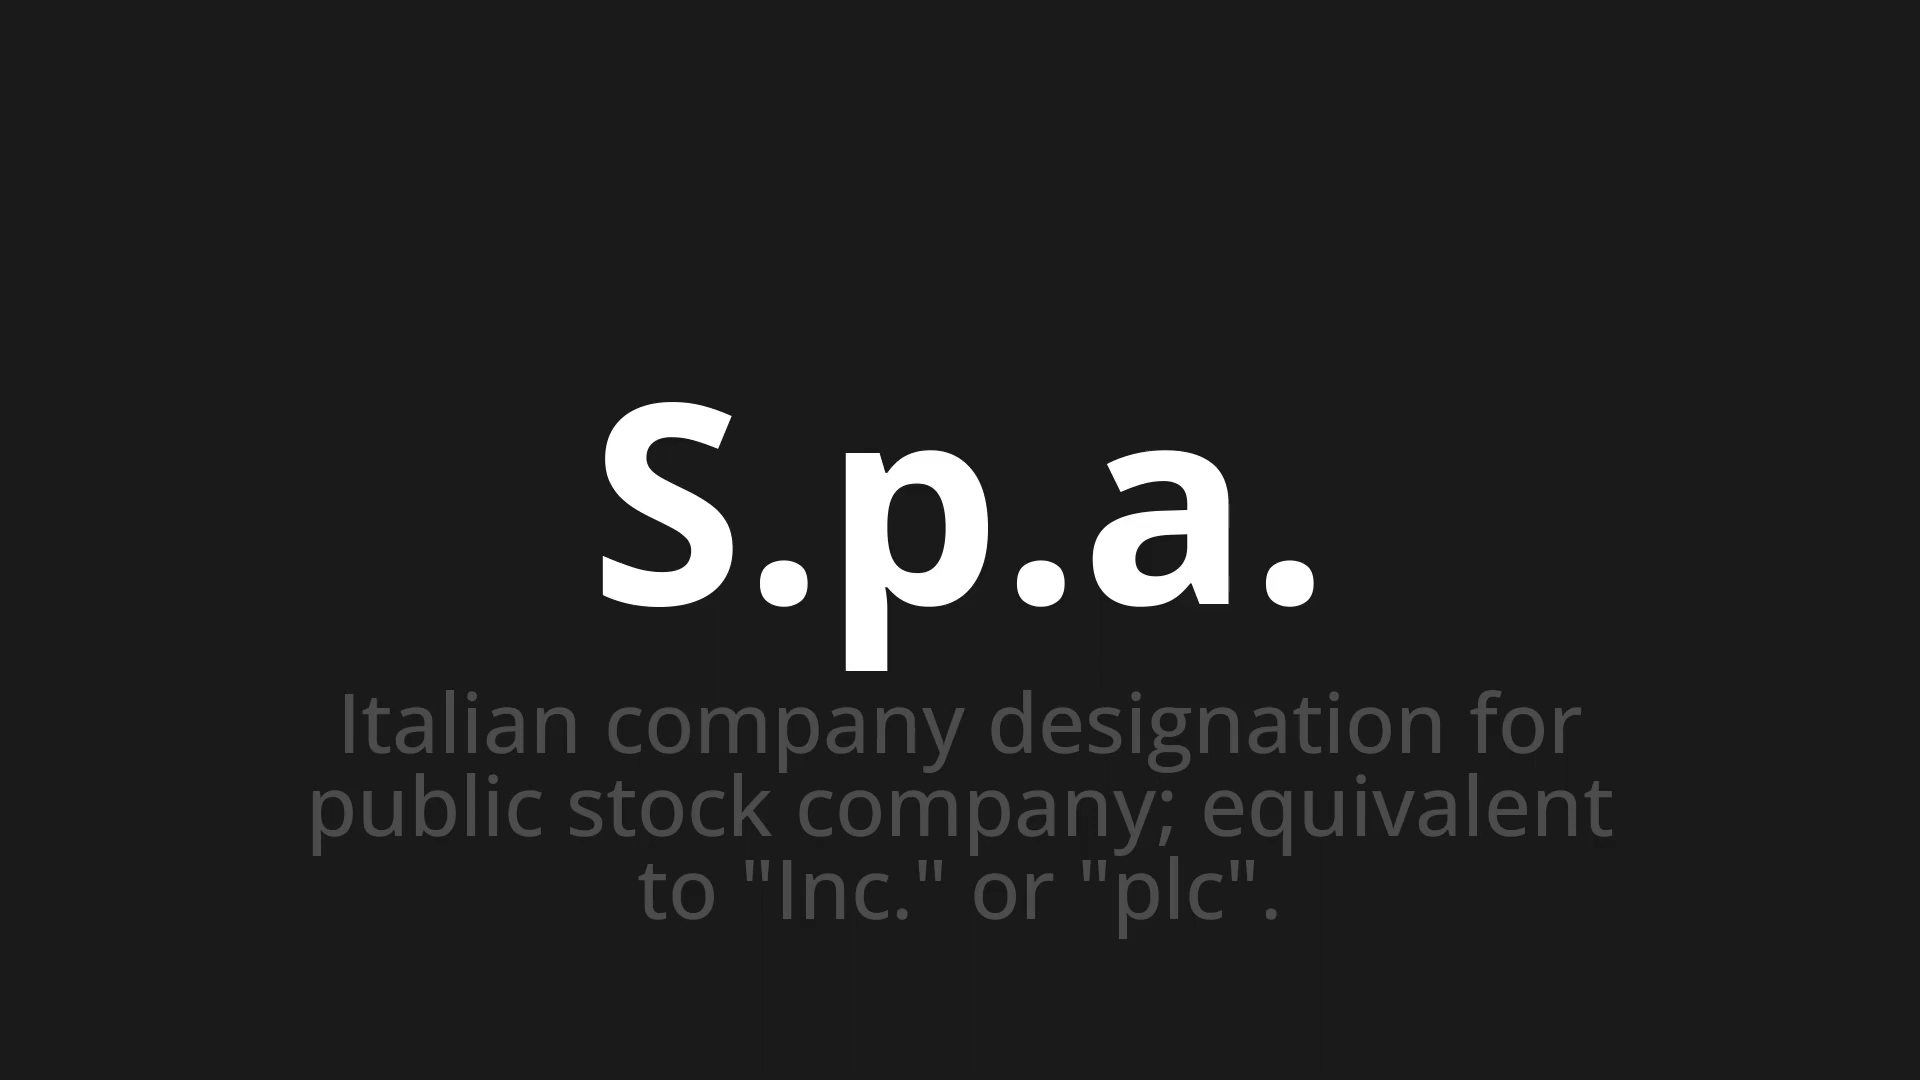 S.p.a.
Italian company designation for
public stock company; equivalent
to "Inc." or "plc".